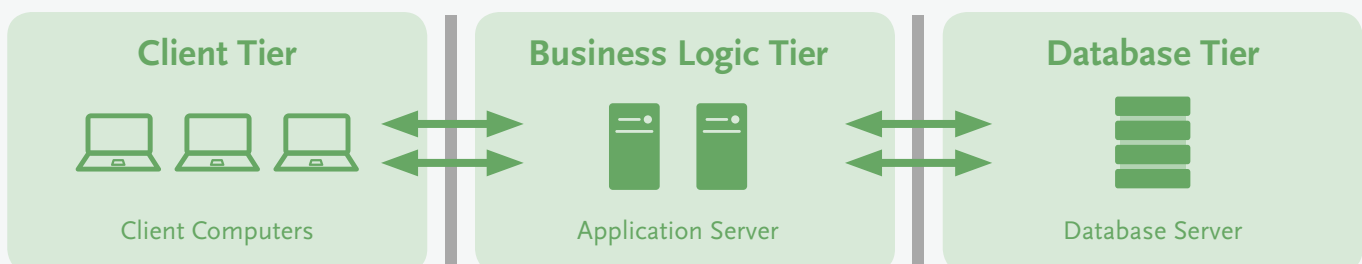 Client Tier
Business Logic Tier
Database Tier
Client Computers
Application Server
Database Server